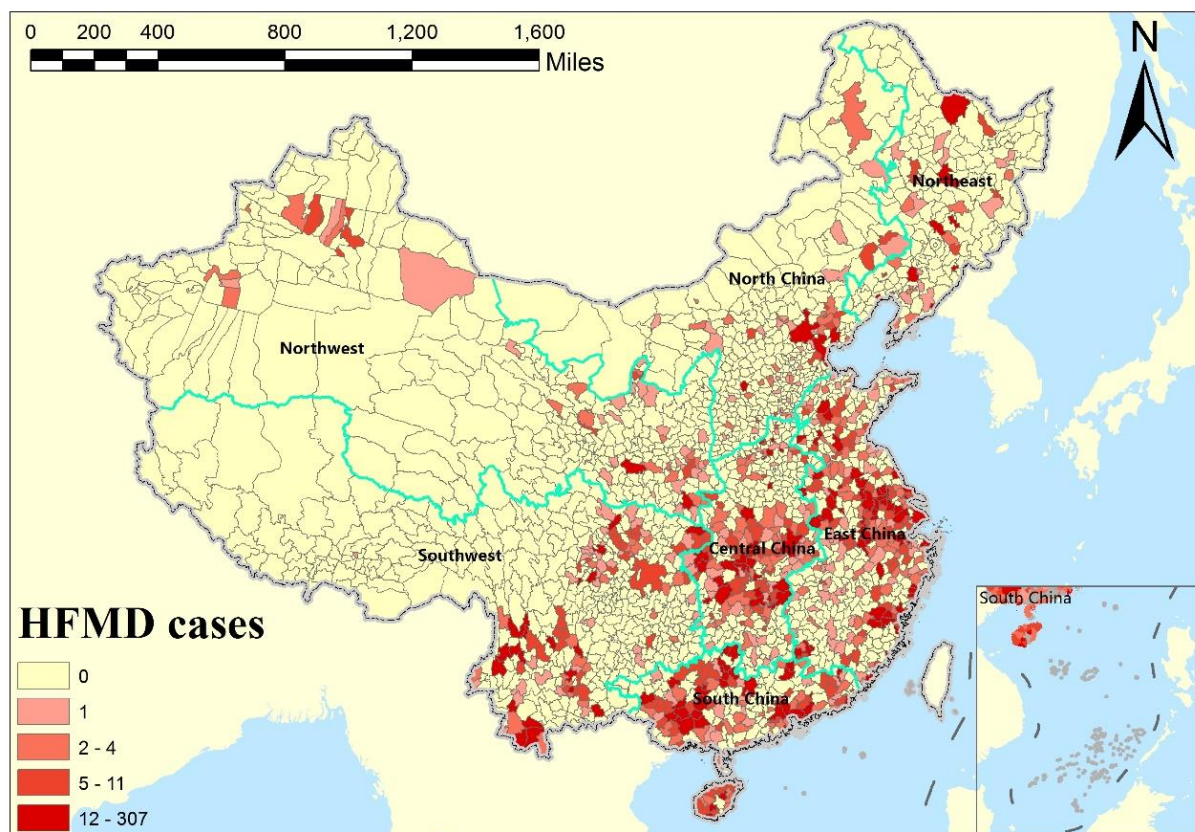 0 200 400 800 1,200 1,600
Miles
N
Northeast
North China
Northwest
Southwest
Central China
East China
South China
South China
HFMD cases
0
1
2 - 4
5 - 11
12 - 307